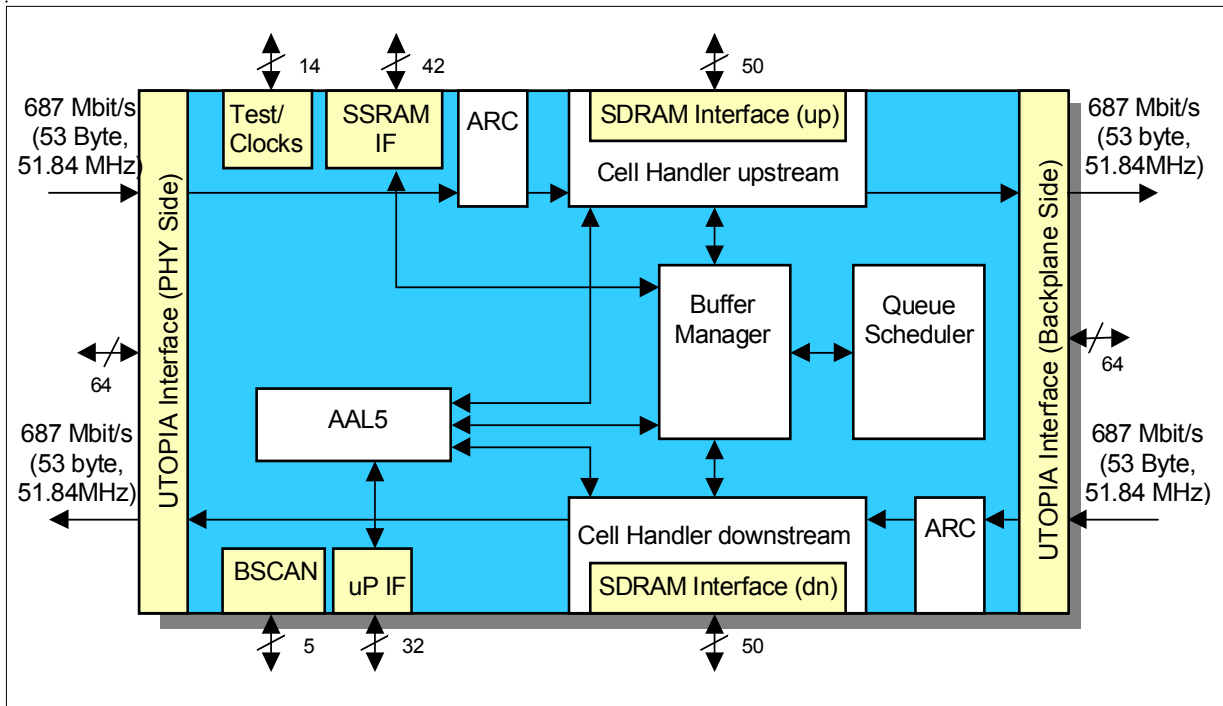 14
42
50
687 Mbit/s
(53 Byte,
51.84 MHz)
Test/
Clocks
SSRAM
IF
ARC
SDRAM Interface (up)
Cell Handler upstream
687 Mbit/s
(53 byte,
51.84MHz)
UTOPIA Interface (PHY Side)
Buffer
Manager
Queue
Scheduler
UTOPIA Interface (Backplane Side)
64
64
AAL5
687 Mbit/s
(53 byte,
51.84MHz)
687 Mbit/s
(53 Byte,
51.84 MHz)
BSCAN
uP IF
Cell Handler downstream
SDRAM Interface (dn)
ARC
5
32
50